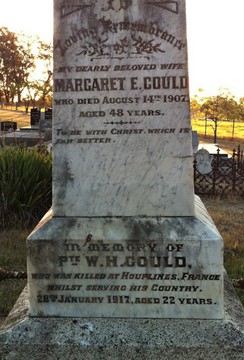 In Loving Remembrance
OF
MY DEARLY BELOVED WIFE
MARGARET E. GOULD
WHO DIED AUGUST 14TH 1907
AGED 48 YEARS.
TO BE WITH CHRIST. WHICH IS
FAR BETTER.
IN MEMORY OF
PTE W. H. GOULD.
WHO WAS KILLED AT HOUPLINES, FRANCE
WHILST SERVING HIS COUNTRY.
28TH JANUARY 1917, AGED 22 YEARS.